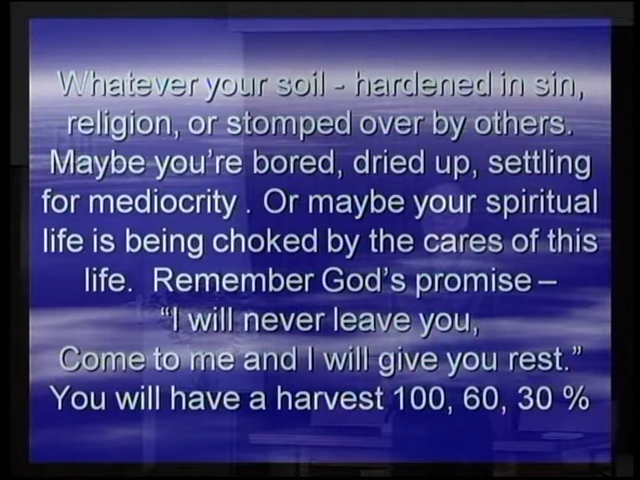 Whatever your soil - hardened in sin,
religion, or stomped over by others.
Maybe you're bored, dried up, settling
for mediocrity . Or maybe your spiritual
life is being choked by the cares of this
life.  Remember God's promise –
“I will never leave you,
Come to me and I will give you rest.”
You will have a harvest 100, 60, 30 %